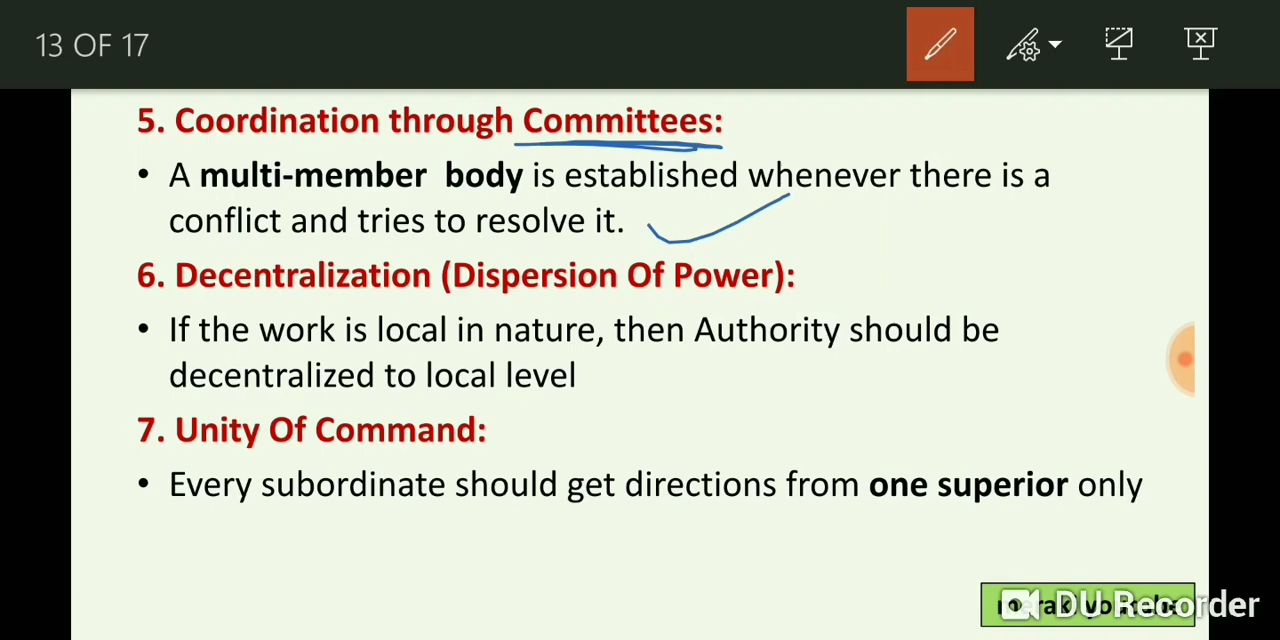 13 OF 17
5. Coordination through Committees:
• A multi-member body is established whenever there is a
conflict and tries to resolve it.
6. Decentralization (Dispersion Of Power):
• If the work is local in nature, then Authority should be
decentralized to local level
7. Unity Of Command:
• Every subordinate should get directions from one superior only
DU Recorder